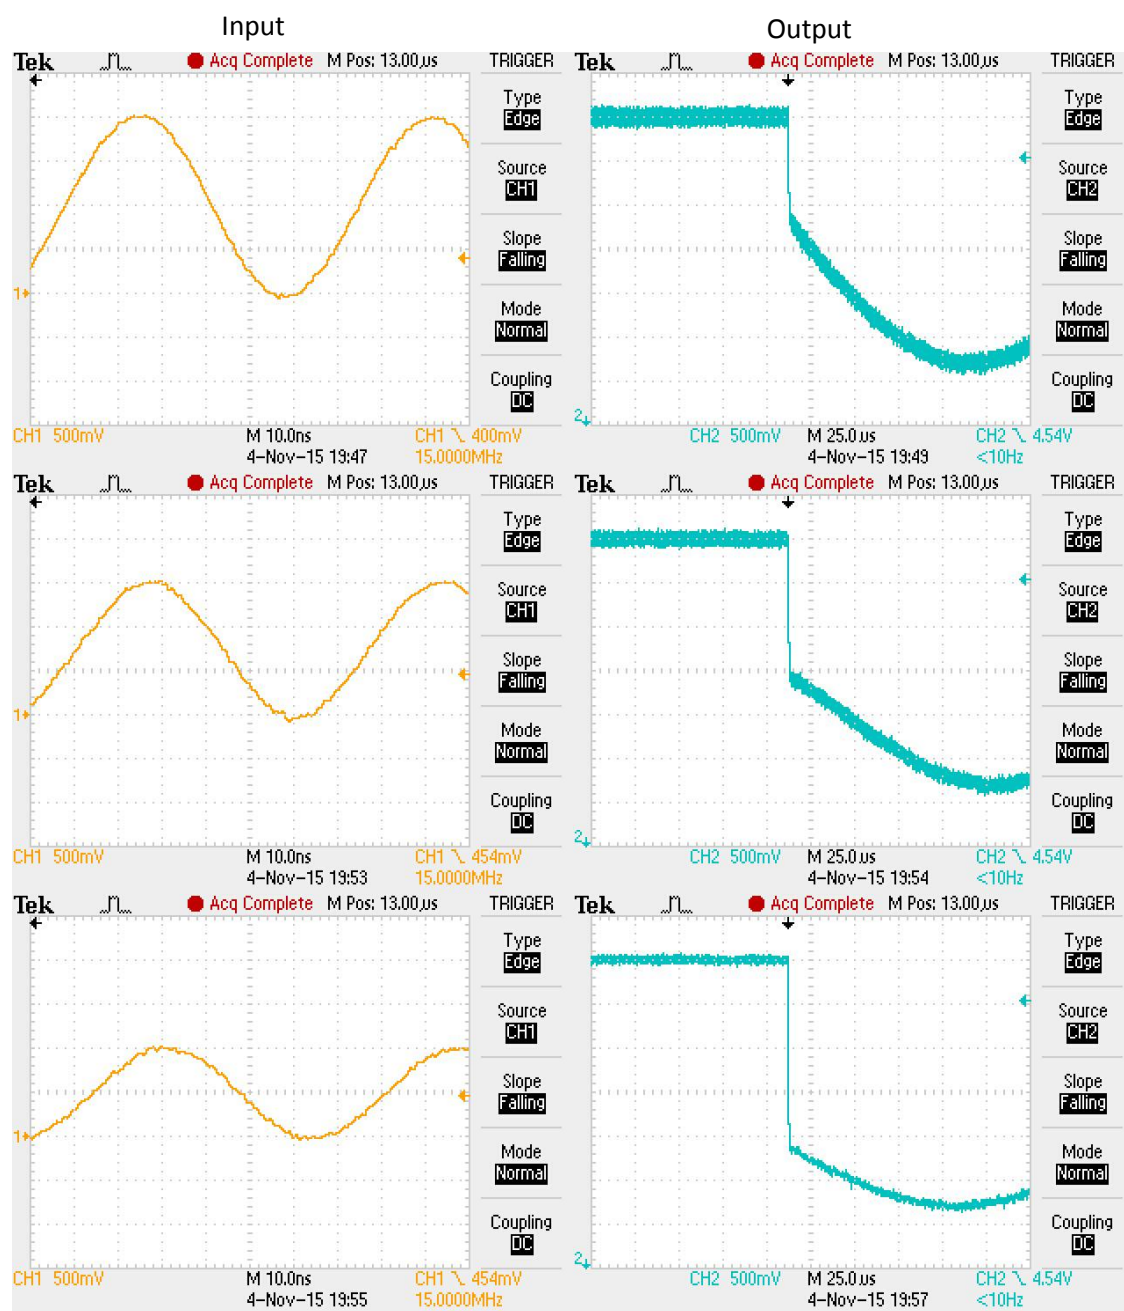 Input Output
Tek Acq Complete M Pos: 13.00µs TRIGGER
Type
Edge
Source
CH1
Slope
Falling
Mode
Normal
Coupling
DC
1
CH1 500mV M 10.0ns CH1 400mV
4-Nov-15 19:47 15.0000MHz
Tek Acq Complete M Pos: 13.00µs TRIGGER
Type
Edge
Source
CH2
Slope
Falling
Mode
Normal
Coupling
DC
2
CH2 500mV M 25.0µs CH2 4.54V
4-Nov-15 19:49 <10Hz
Tek Acq Complete M Pos: 13.00µs TRIGGER
Type
Edge
Source
CH1
Slope
Falling
Mode
Normal
Coupling
DC
1
CH1 500mV M 10.0ns CH1 454mV
4-Nov-15 19:53 15.0000MHz
Tek Acq Complete M Pos: 13.00µs TRIGGER
Type
Edge
Source
CH2
Slope
Falling
Mode
Normal
Coupling
DC
2
CH2 500mV M 25.0µs CH2 4.54V
4-Nov-15 19:54 <10Hz
Tek Acq Complete M Pos: 13.00µs TRIGGER
Type
Edge
Source
CH1
Slope
Falling
Mode
Normal
Coupling
DC
1
CH1 500mV M 10.0ns CH1 454mV
4-Nov-15 19:55 15.0000MHz
Tek Acq Complete M Pos: 13.00µs TRIGGER
Type
Edge
Source
CH2
Slope
Falling
Mode
Normal
Coupling
DC
2
CH2 500mV M 25.0µs CH2 4.54V
4-Nov-15 19:57 <10Hz